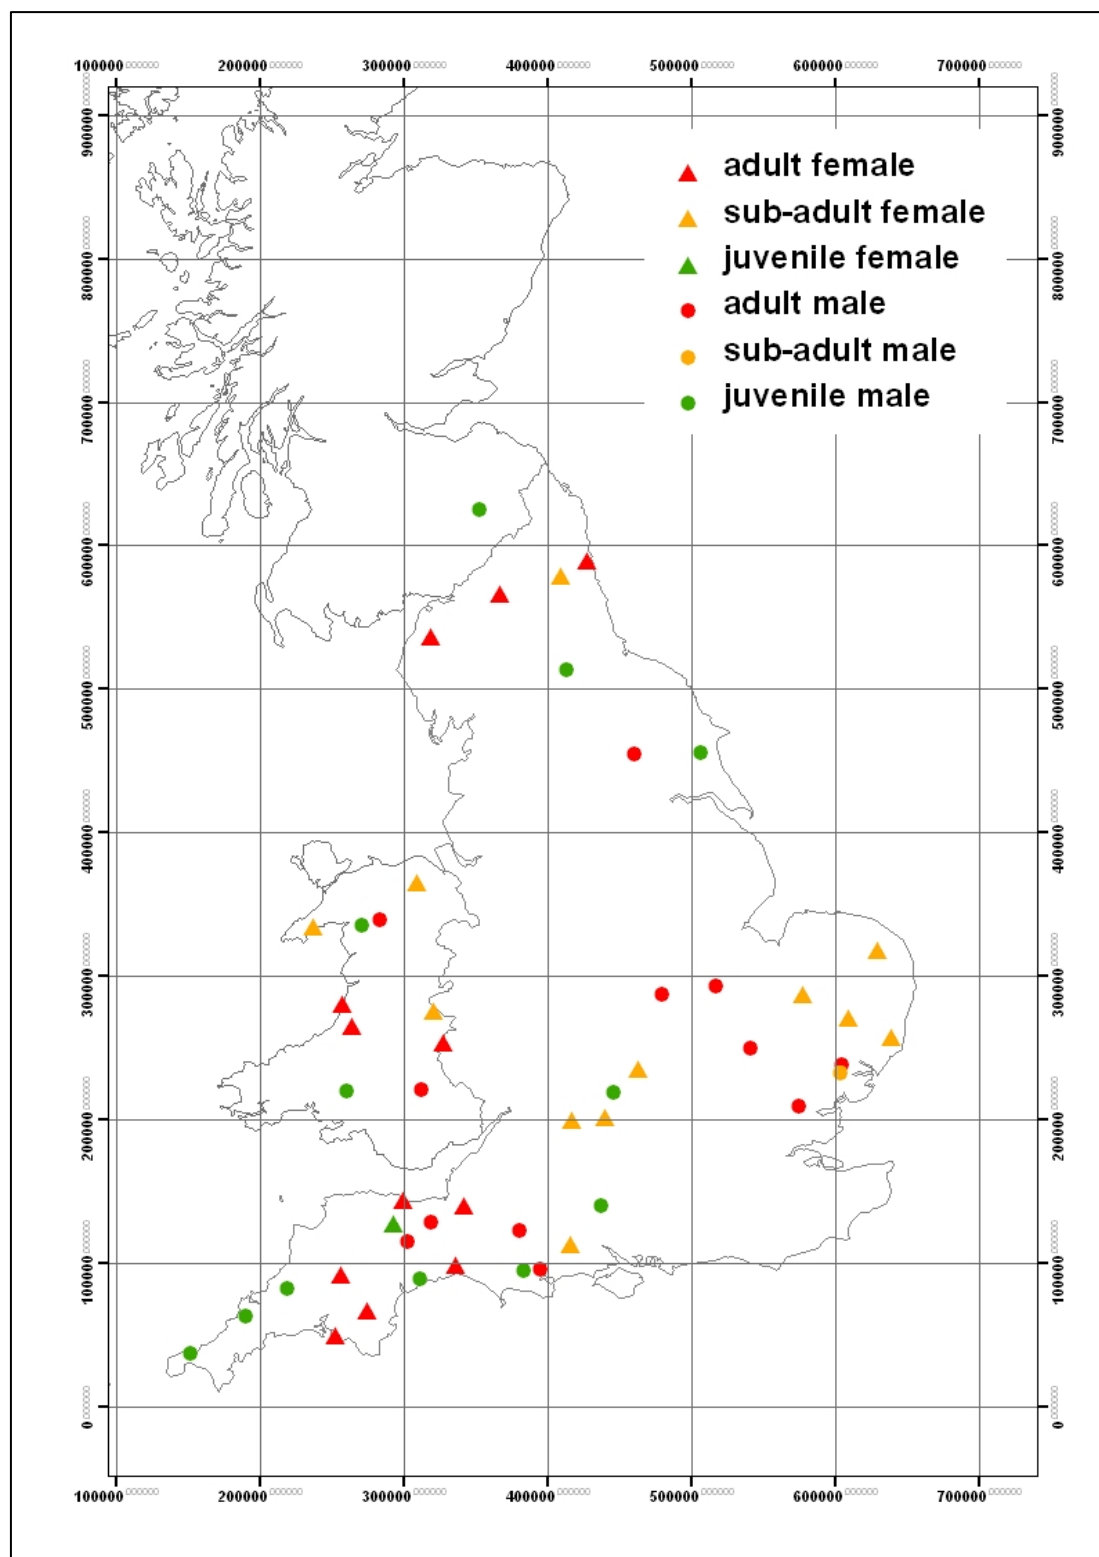 100000 200000 300000 400000 500000 600000 700000
900000 900000
adult female
sub-adult female
800000 juvenile female 800000
adult male
sub-adult male
700000 juvenile male 700000
600000 600000
500000 500000
400000 400000
300000 300000
200000 200000
100000 100000
0 0
100000 200000 300000 400000 500000 600000 700000